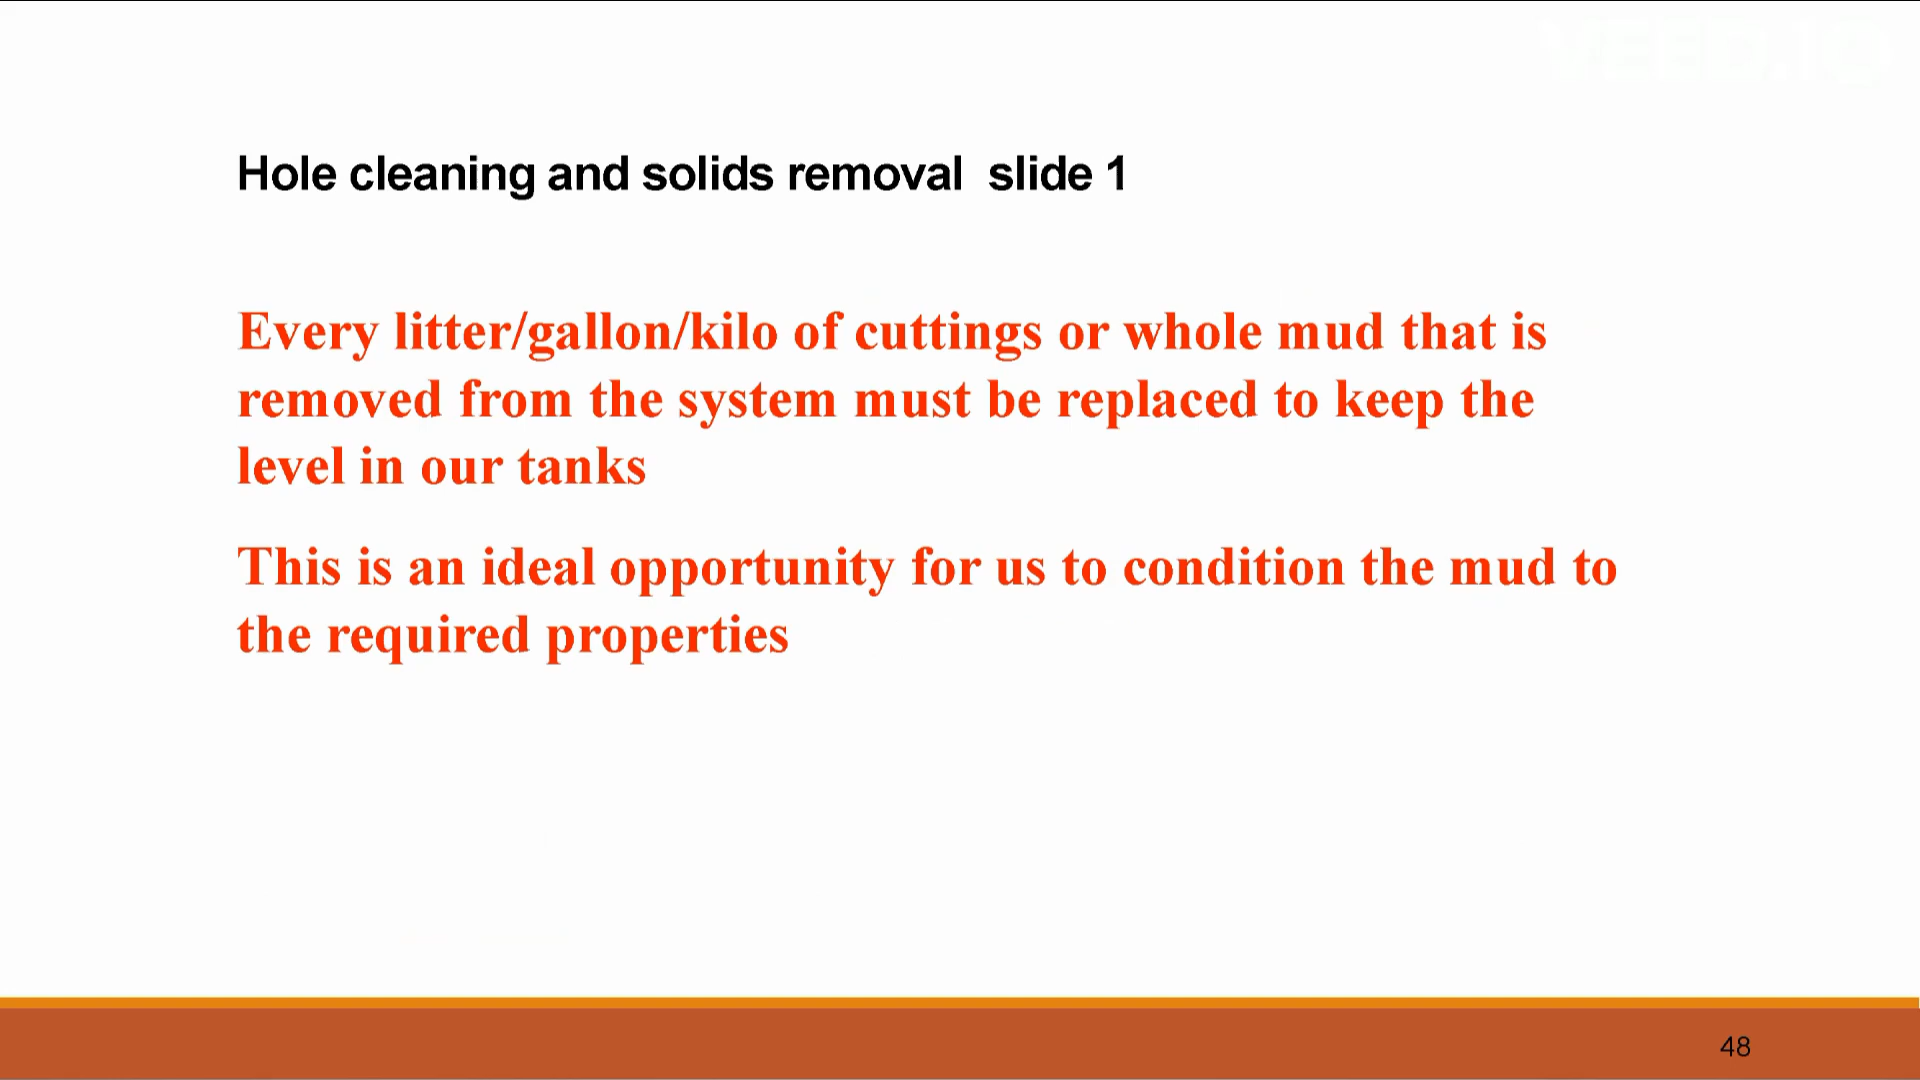 VEED.IO
Hole cleaning and solids removal  slide 1
Every litter/gallon/kilo of cuttings or whole mud that is
removed from the system must be replaced to keep the
level in our tanks
This is an ideal opportunity for us to condition the mud to
the required properties
48